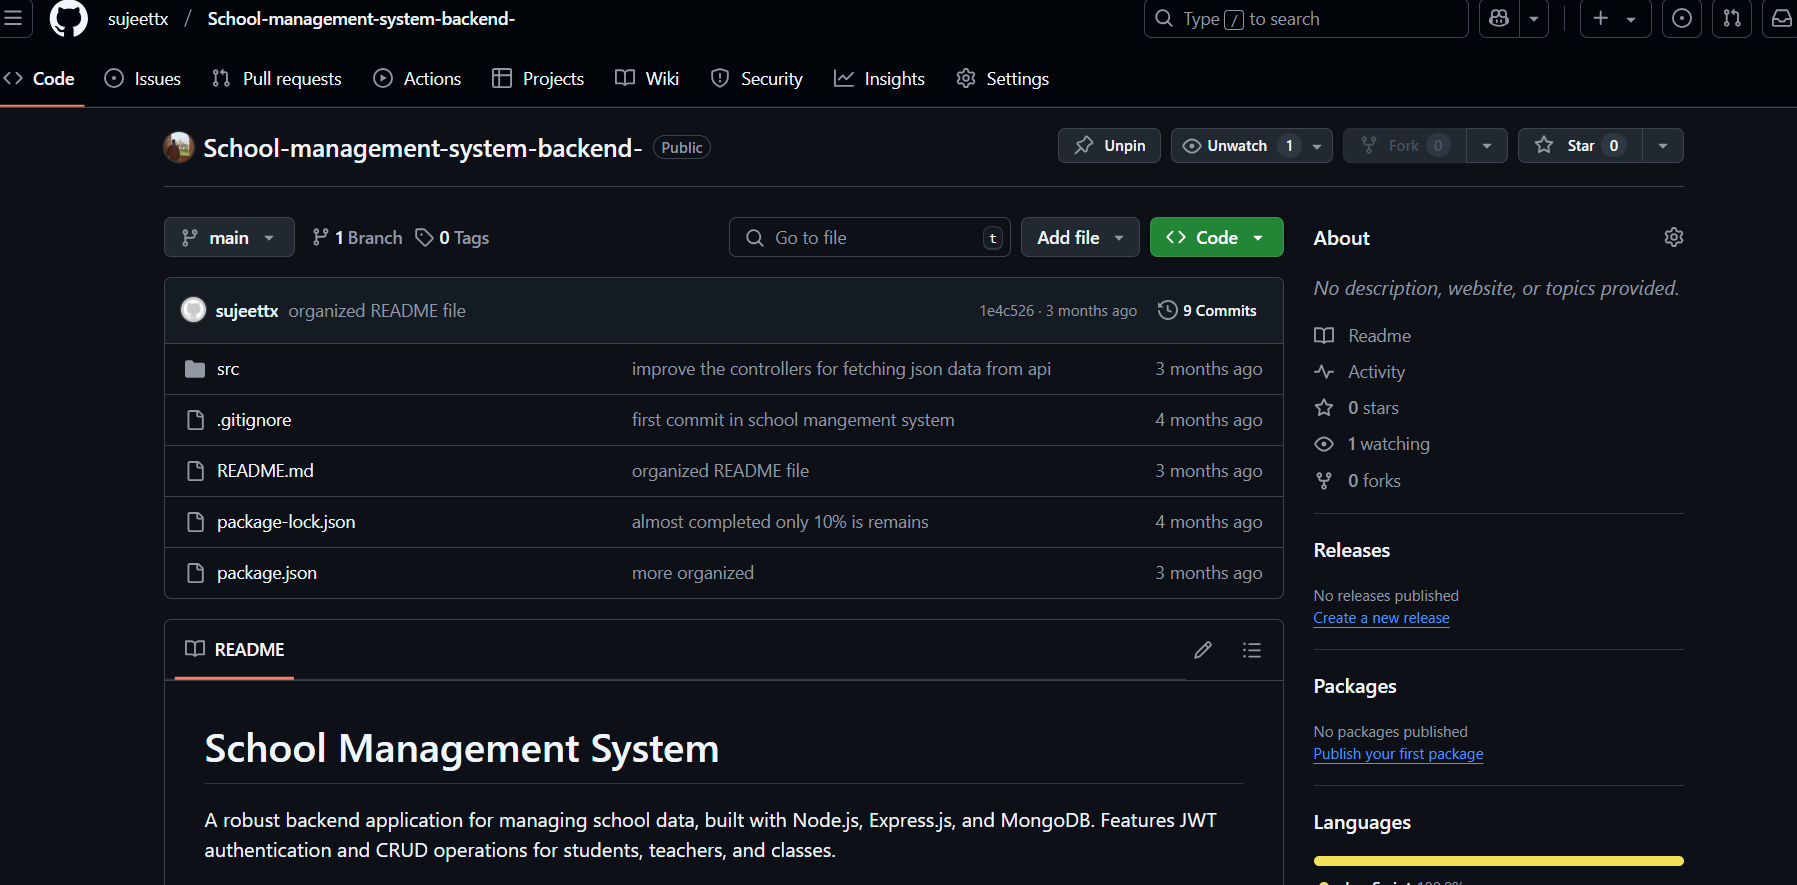 sujeettx / School-management-system-backend-
Type / to search
Code Issues Pull requests Actions Projects Wiki Security Insights Settings
School-management-system-backend- Public
Unpin Unwatch 1 Fork 0 Star 0
main 1 Branch 0 Tags
Go to file t Add file Code
sujeettx organized README file 1e4c526 · 3 months ago 9 Commits
src improve the controllers for fetching json data from api 3 months ago
.gitignore first commit in school mangement system 4 months ago
README.md organized README file 3 months ago
package-lock.json almost completed only 10% is remains 4 months ago
package.json more organized 3 months ago
README
School Management System
A robust backend application for managing school data, built with Node.js, Express.js, and MongoDB. Features JWT
authentication and CRUD operations for students, teachers, and classes.
About
No description, website, or topics provided.
Readme
Activity
0 stars
1 watching
0 forks
Releases
No releases published
Create a new release
Packages
No packages published
Publish your first package
Languages